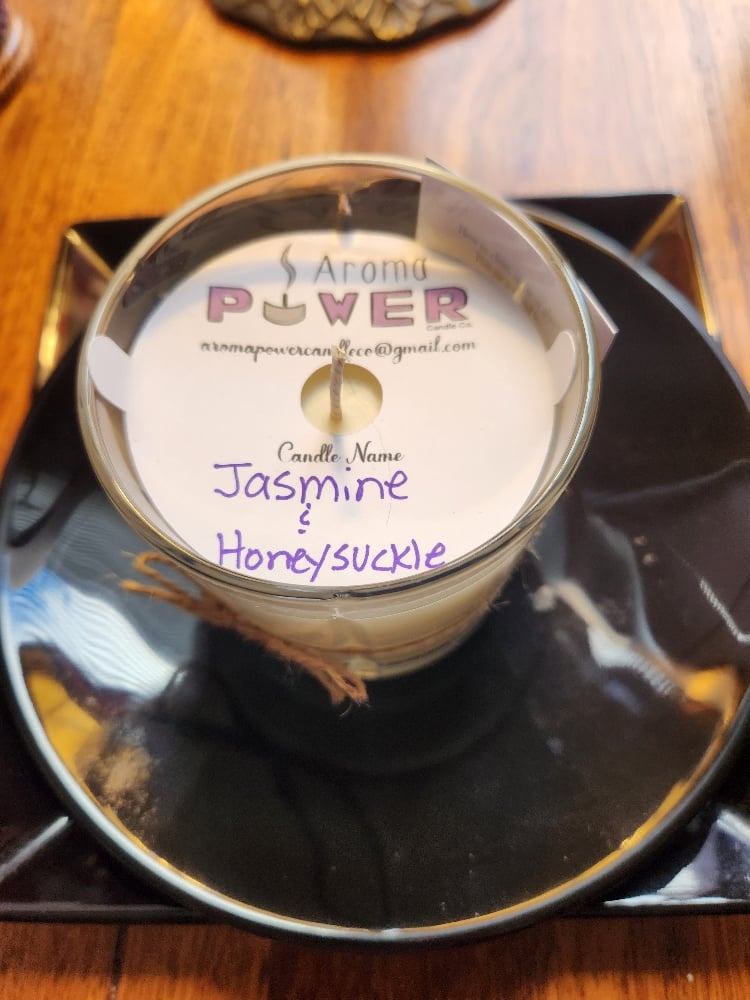 Aroma
POWER
Candle Co.
aromapowercandleco@gmail.com
Candle Name
Jasmine
&
Honeysuckle